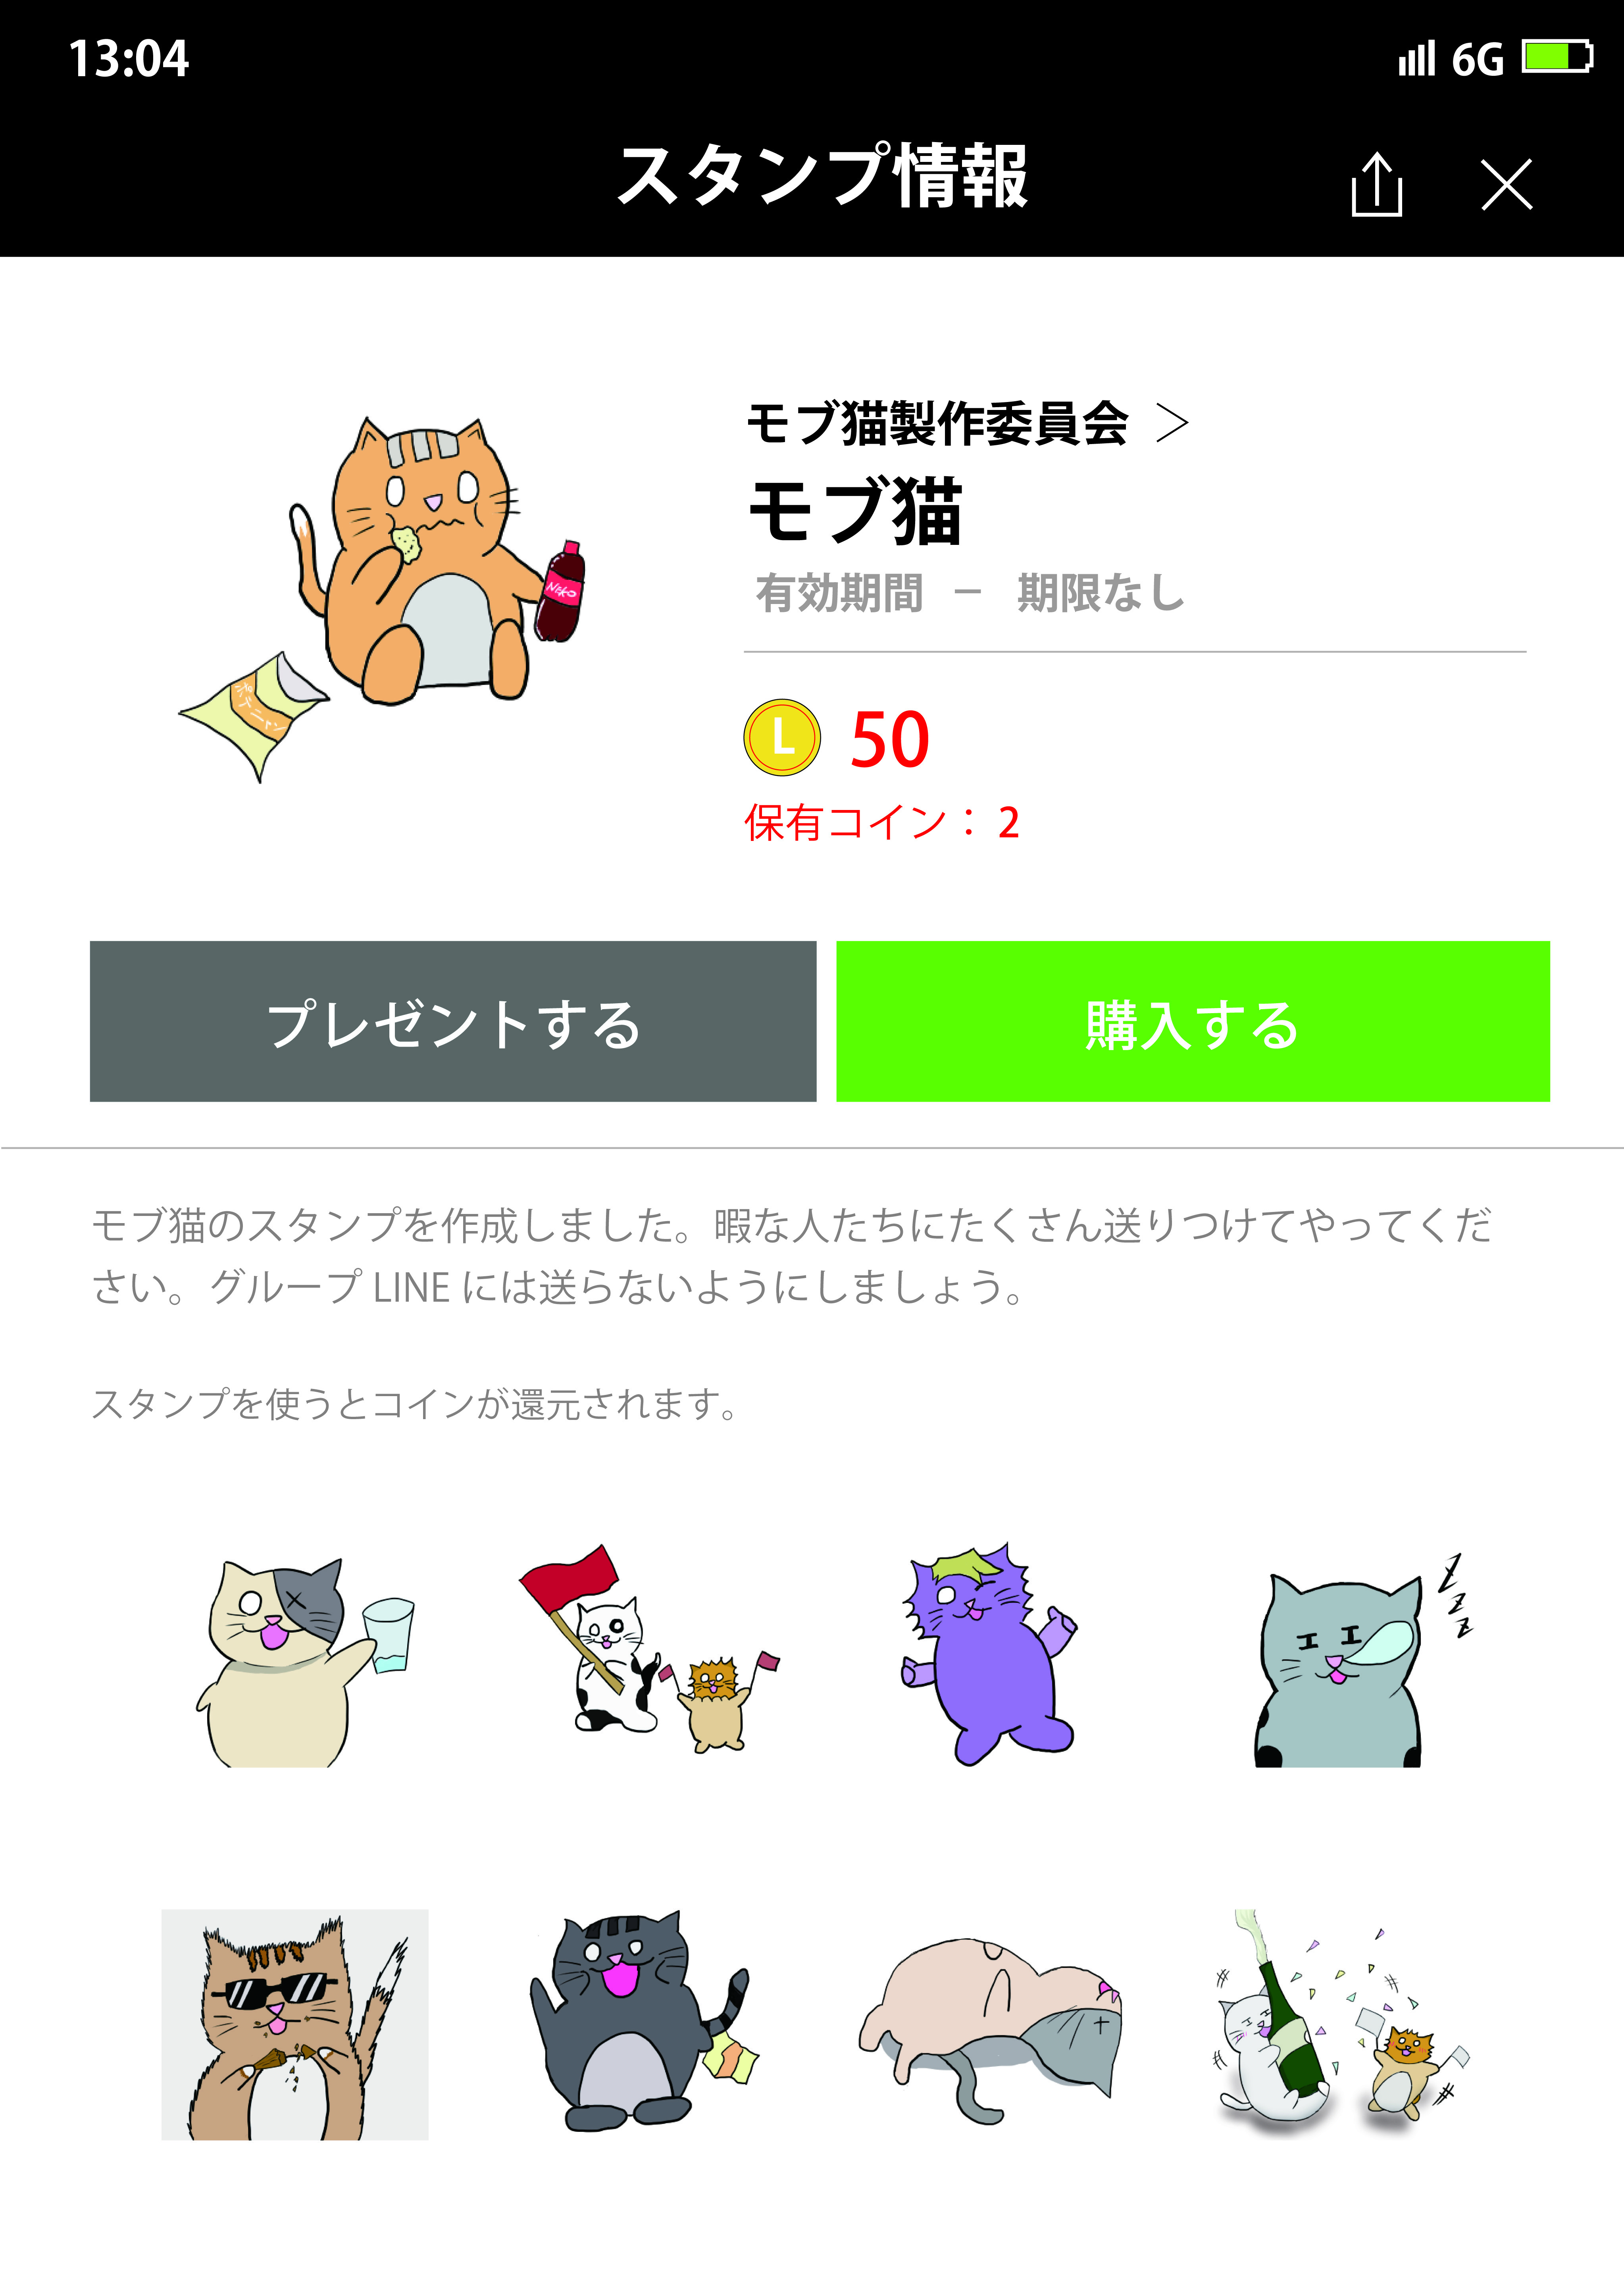 13:04
6G
スタンプ情報
モブ猫製作委員会 ＞
モブ猫
有効期間 － 期限なし
L 50
保有コイン： 2
Neko
プレゼントする
購入する
モブ猫のスタンプを作成しました。暇な人たちにたくさん送りつけてやってくだ
さい。グループ LINE には送らないようにしましょう。
スタンプを使うとコインが還元されます。
Z
Z
Z